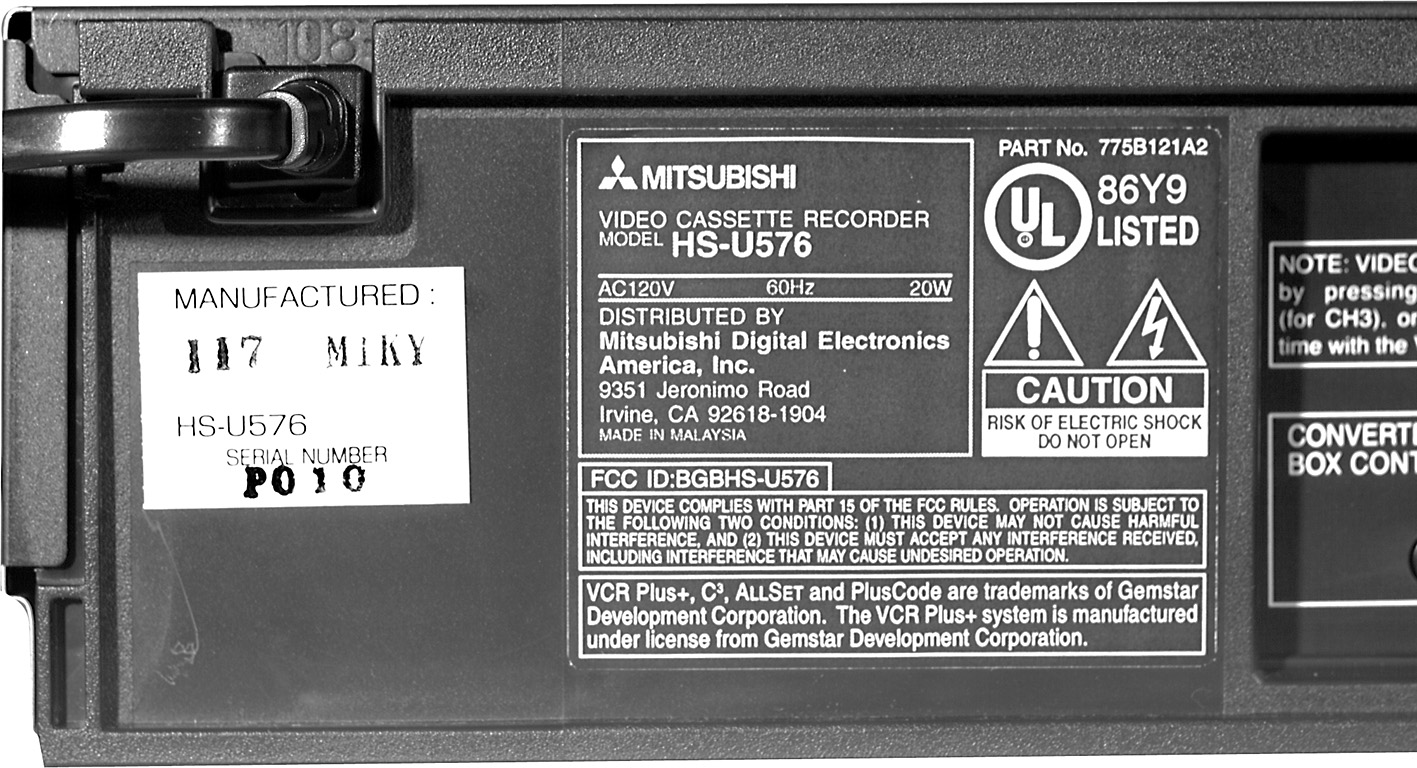 108
MANUFACTURED :
117 M1KY
HS-U576
SERIAL NUMBER
P010
MITSUBISHI
VIDEO CASSETTE RECORDER
MODEL HS-U576
AC120V 60Hz 20W
DISTRIBUTED BY
Mitsubishi Digital Electronics
America, Inc.
9351 Jeronimo Road
Irvine, CA 92618-1904
MADE IN MALAYSIA
PART No. 775B121A2
UL
86Y9
LISTED
CAUTION
RISK OF ELECTRIC SHOCK
DO NOT OPEN
FCC ID:BGBHS-U576
THIS DEVICE COMPLIES WITH PART 15 OF THE FCC RULES. OPERATION IS SUBJECT TO
THE FOLLOWING TWO CONDITIONS: (1) THIS DEVICE MAY NOT CAUSE HARMFUL
INTERFERENCE, AND (2) THIS DEVICE MUST ACCEPT ANY INTERFERENCE RECEIVED,
INCLUDING INTERFERENCE THAT MAY CAUSE UNDESIRED OPERATION.
VCR Plus+, C³, ALLSET and PlusCode are trademarks of Gemstar
Development Corporation. The VCR Plus+ system is manufactured
under license from Gemstar Development Corporation.
NOTE: VIDEO
by pressing
(for CH3), or
time with the
CONVERTE
BOX CONT